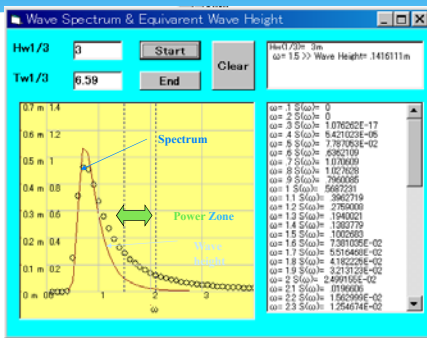 Wave Spectrum & Equivarent Wave Height
Hw1/3
3
Start
Clear
Tw1/3
6.59
End
Hw(1/3)= 3m
ω= 1.5 >> Wave Height= .1416111m
0.7 m 1.4
0.6 m 1.2
0.5 m 1
0.4 m 0.8
0.3 m 0.6
0.2 m 0.4
0.1 m 0.2
0 m 0.0
0
1
2
3
ω
Spectrum
Power Zone
Wave
height
ω= .1 S(ω)= 0
ω= .2 S(ω)= 0
ω= .3 S(ω)= 1.076262E-17
ω= .4 S(ω)= 5.421023E-05
ω= .5 S(ω)= 7.787053E-02
ω= .6 S(ω)= .6362109
ω= .7 S(ω)= 1.070609
ω= .8 S(ω)= 1.027628
ω= .9 S(ω)= .7960085
ω= 1 S(ω)= .5687231
ω= 1.1 S(ω)= .3962719
ω= 1.2 S(ω)= .2759008
ω= 1.3 S(ω)= .1940021
ω= 1.4 S(ω)= .1383779
ω= 1.5 S(ω)= .1002683
ω= 1.6 S(ω)= 7.381035E-02
ω= 1.7 S(ω)= 5.516468E-02
ω= 1.8 S(ω)= 4.182225E-02
ω= 1.9 S(ω)= 3.213123E-02
ω= 2 S(ω)= 2.499155E-02
ω= 2.1 S(ω)= .0196606
ω= 2.2 S(ω)= 1.562999E-02
ω= 2.3 S(ω)= 1.254674E-02